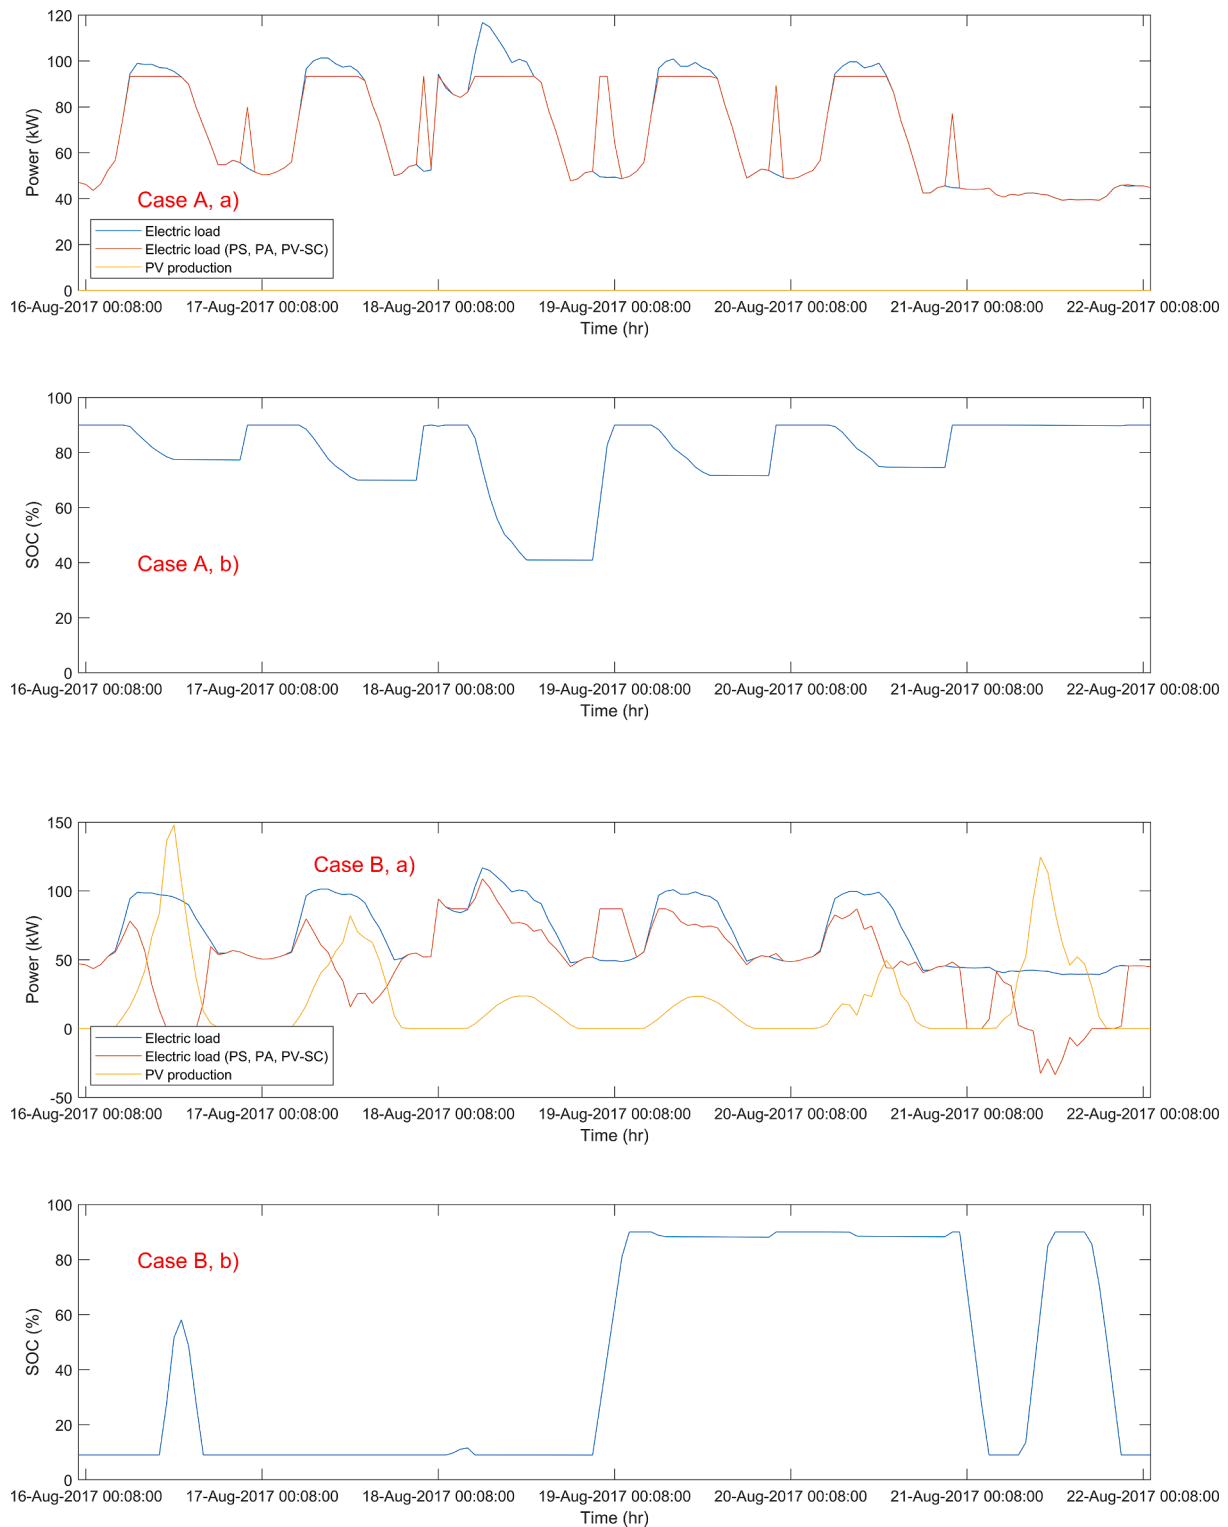 120
100
80
60
40
20
0
Power (kW)
Case A, a)
Electric load
Electric load (PS, PA, PV-SC)
PV production
16-Aug-2017 00:08:00 17-Aug-2017 00:08:00 18-Aug-2017 00:08:00 19-Aug-2017 00:08:00 20-Aug-2017 00:08:00 21-Aug-2017 00:08:00 22-Aug-2017 00:08:00
Time (hr)
100
80
60
40
20
0
SOC (%)
Case A, b)
16-Aug-2017 00:08:00 17-Aug-2017 00:08:00 18-Aug-2017 00:08:00 19-Aug-2017 00:08:00 20-Aug-2017 00:08:00 21-Aug-2017 00:08:00 22-Aug-2017 00:08:00
Time (hr)
150
100
50
0
-50
Power (kW)
Case B, a)
Electric load
Electric load (PS, PA, PV-SC)
PV production
16-Aug-2017 00:08:00 17-Aug-2017 00:08:00 18-Aug-2017 00:08:00 19-Aug-2017 00:08:00 20-Aug-2017 00:08:00 21-Aug-2017 00:08:00 22-Aug-2017 00:08:00
Time (hr)
100
80
60
40
20
0
SOC (%)
Case B, b)
16-Aug-2017 00:08:00 17-Aug-2017 00:08:00 18-Aug-2017 00:08:00 19-Aug-2017 00:08:00 20-Aug-2017 00:08:00 21-Aug-2017 00:08:00 22-Aug-2017 00:08:00
Time (hr)